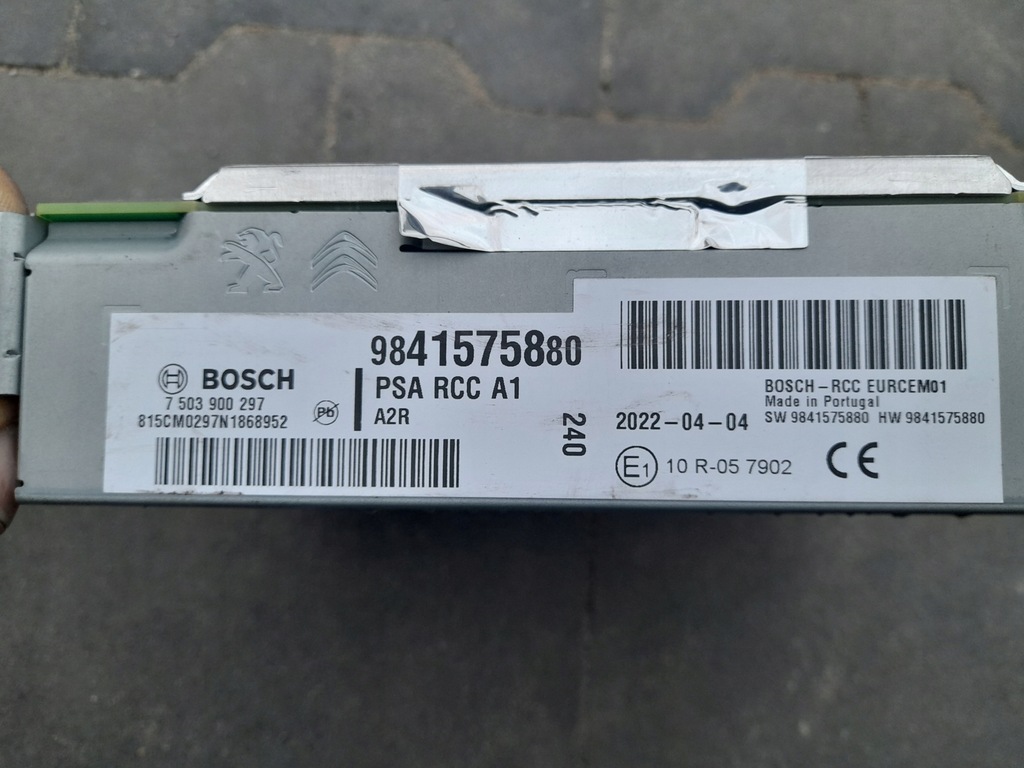 9841575880
PSA RCC A1
A2R
BOSCH
7 503 900 297
815CM0297N1868952
Pb
240
BOSCH-RCC EURCEM01
Made in Portugal
SW 9841575880 HW 9841575880
2022-04-04
E1 10 R-05 7902
CE